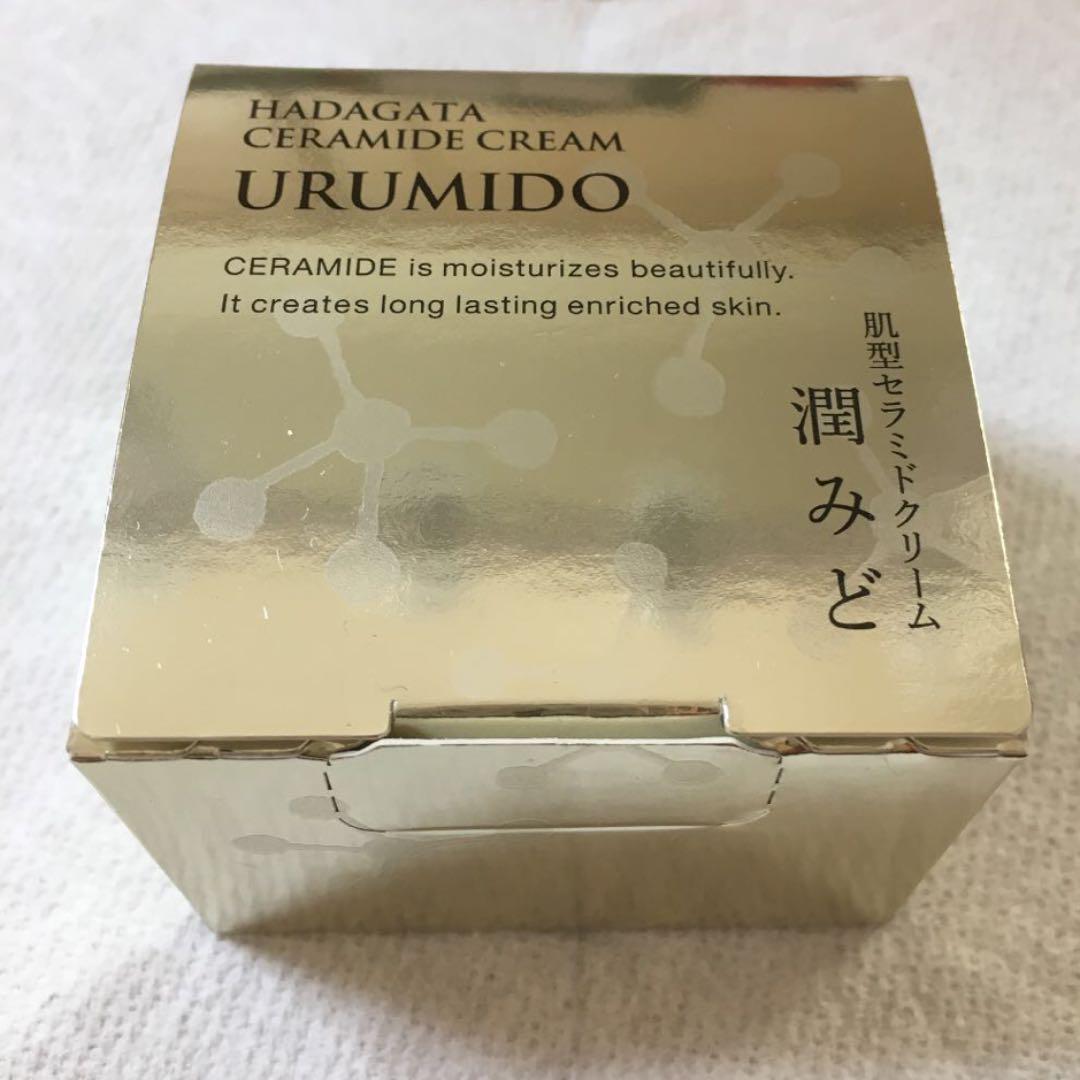 HADAGATA
CERAMIDE CREAM
URUMIDO
CERAMIDE is moisturizes beautifully.
It creates long lasting enriched skin.
肌型セラミドクリーム
潤みど